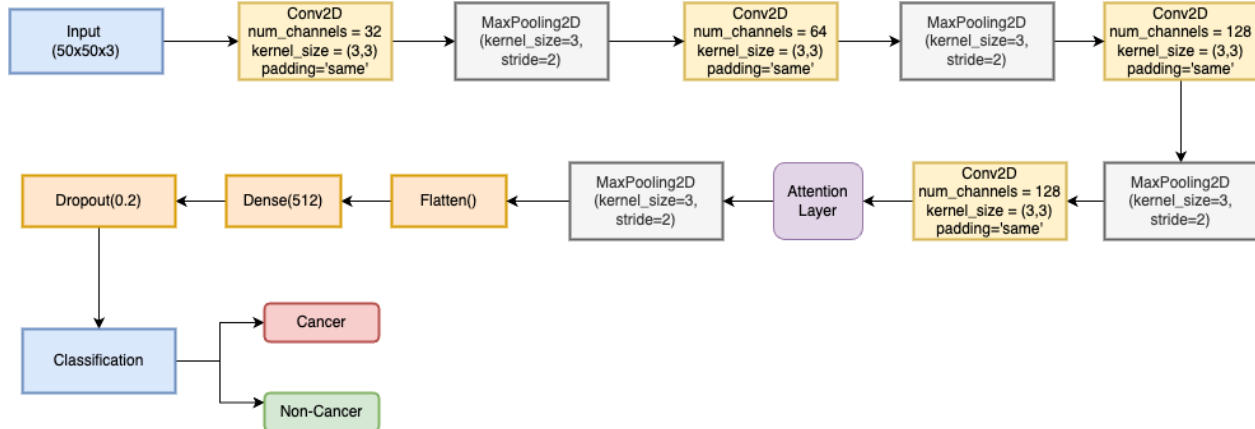 Input
(50x50x3)
Conv2D
num_channels = 32
kernel_size = (3,3)
padding='same'
MaxPooling2D
(kernel_size=3,
stride=2)
Conv2D
num_channels = 64
kernel_size = (3,3)
padding='same'
MaxPooling2D
(kernel_size=3,
stride=2)
Conv2D
num_channels = 128
kernel_size = (3,3)
padding='same'
MaxPooling2D
(kernel_size=3,
stride=2)
Conv2D
num_channels = 128
kernel_size = (3,3)
padding='same'
Attention
Layer
MaxPooling2D
(kernel_size=3,
stride=2)
Flatten()
Dense(512)
Dropout(0.2)
Classification
Cancer
Non-Cancer